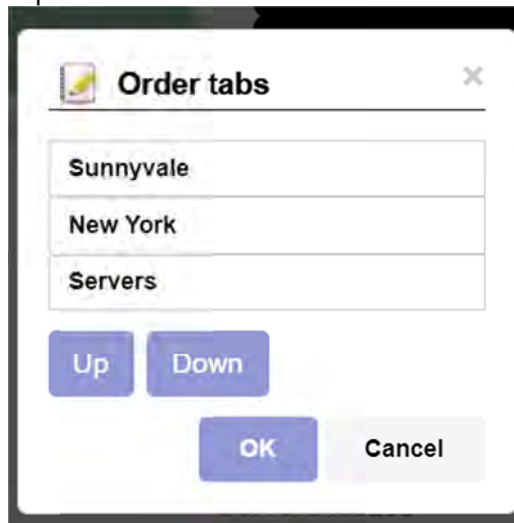 Order tabs ×
Sunnyvale
New York
Servers
Up Down
OK Cancel